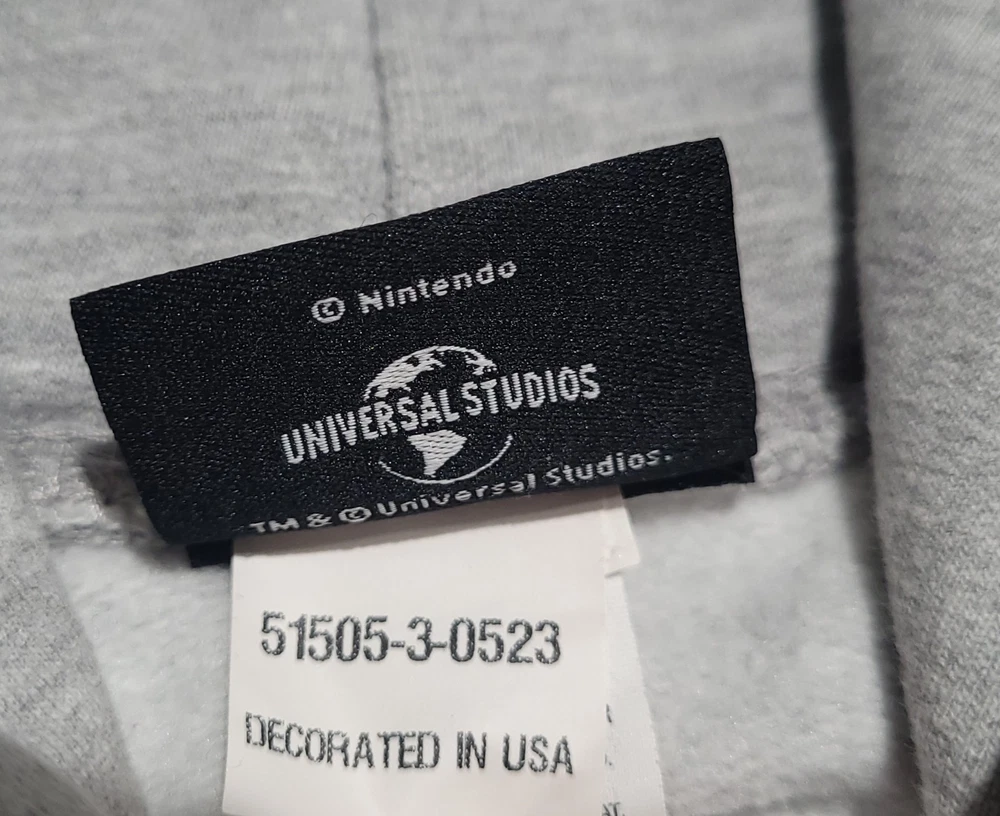 © Nintendo
UNIVERSAL STUDIOS
TM & © Universal Studios.
51505-3-0523
DECORATED IN USA